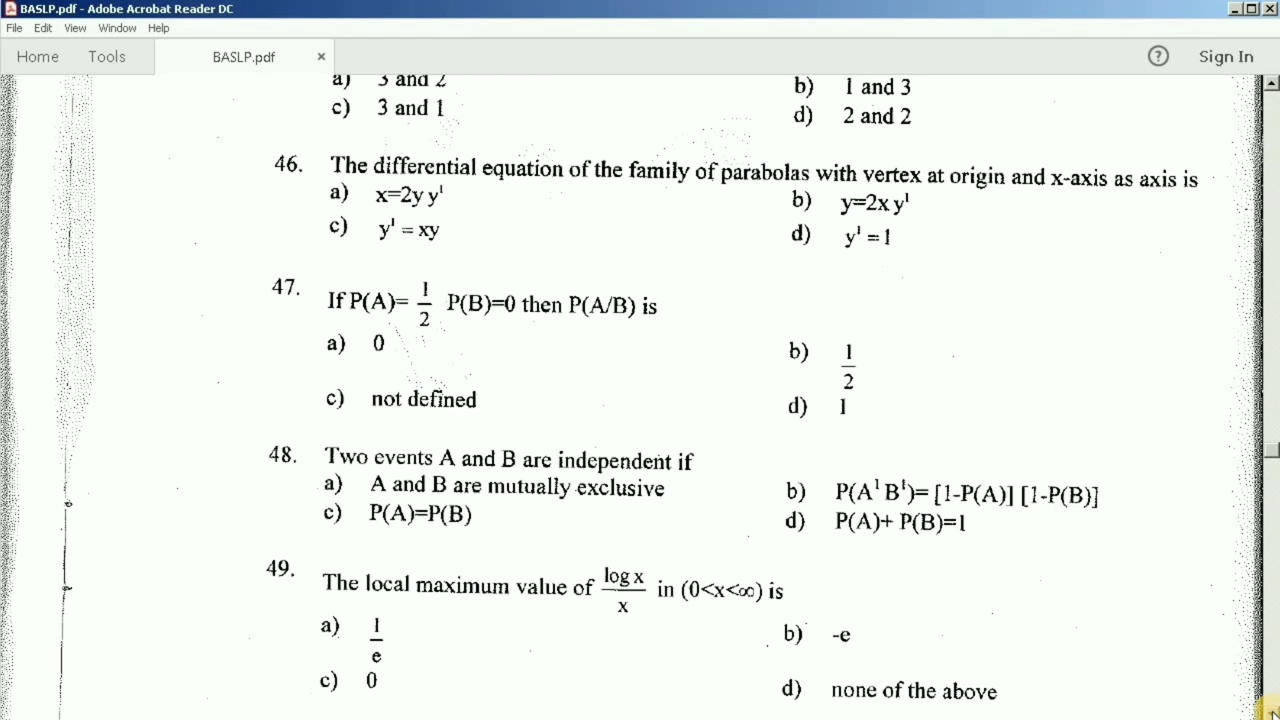 BASLP.pdf - Adobe Acrobat Reader DC
File Edit View Window Help
Home Tools BASLP.pdf × ? Sign In
a) 3 and 2 b) 1 and 3
c) 3 and 1 d) 2 and 2
46. The differential equation of the family of parabolas with vertex at origin and x-axis as axis is
a) x=2y y¹ b) y=2x y¹
c) y¹ = xy d) y¹ = 1
47. If P(A)= 1/2 P(B)=0 then P(A/B) is
a) 0 b) 1/2
c) not defined d) 1
48. Two events A and B are independent if
a) A and B are mutually exclusive b) P(A¹ B¹)= [1-P(A)] [1-P(B)]
c) P(A)=P(B) d) P(A)+ P(B)=1
49. The local maximum value of log x/x in (0<x<∞) is
a) 1/e b) -e
c) 0 d) none of the above